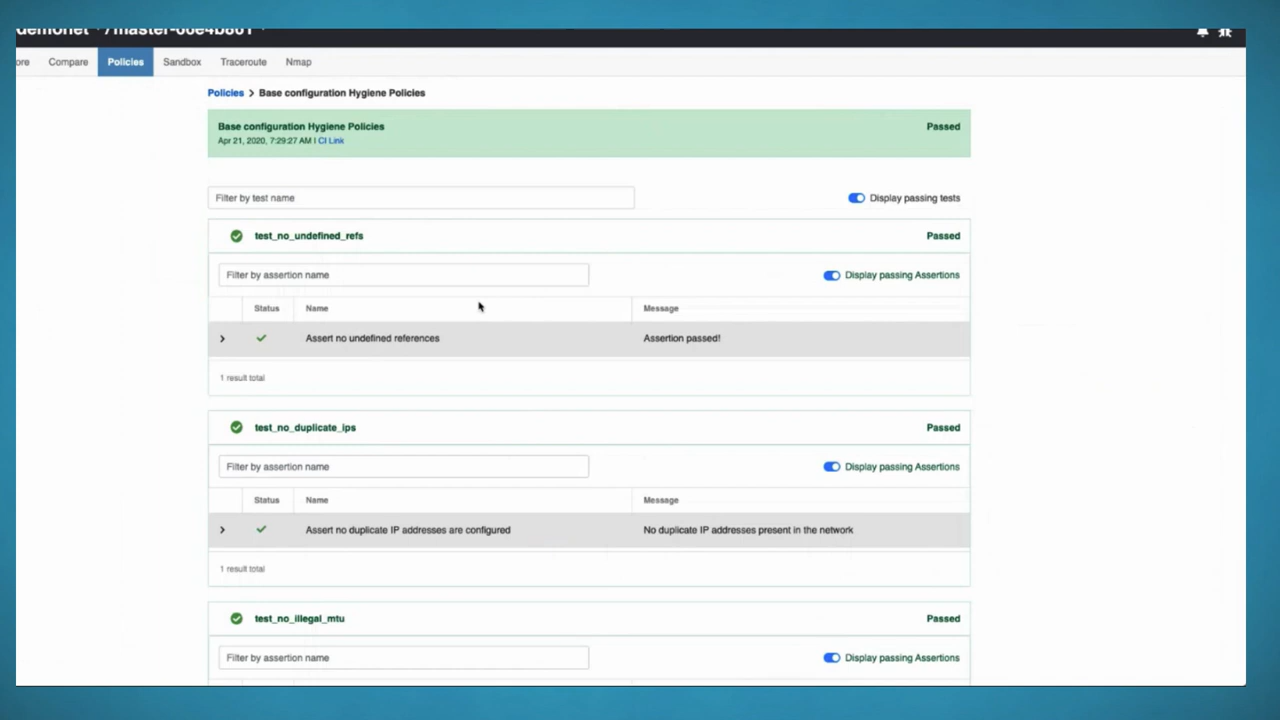 ore Compare Policies Sandbox Traceroute Nmap
Policies > Base configuration Hygiene Policies
Base configuration Hygiene Policies Passed
Apr 21, 2020, 7:29:27 AM | CI Link
Filter by test name Display passing tests
test_no_undefined_refs Passed
Filter by assertion name Display passing Assertions
Status Name Message
Assert no undefined references Assertion passed!
1 result total
test_no_duplicate_ips Passed
Filter by assertion name Display passing Assertions
Status Name Message
Assert no duplicate IP addresses are configured No duplicate IP addresses present in the network
1 result total
test_no_illegal_mtu Passed
Filter by assertion name Display passing Assertions